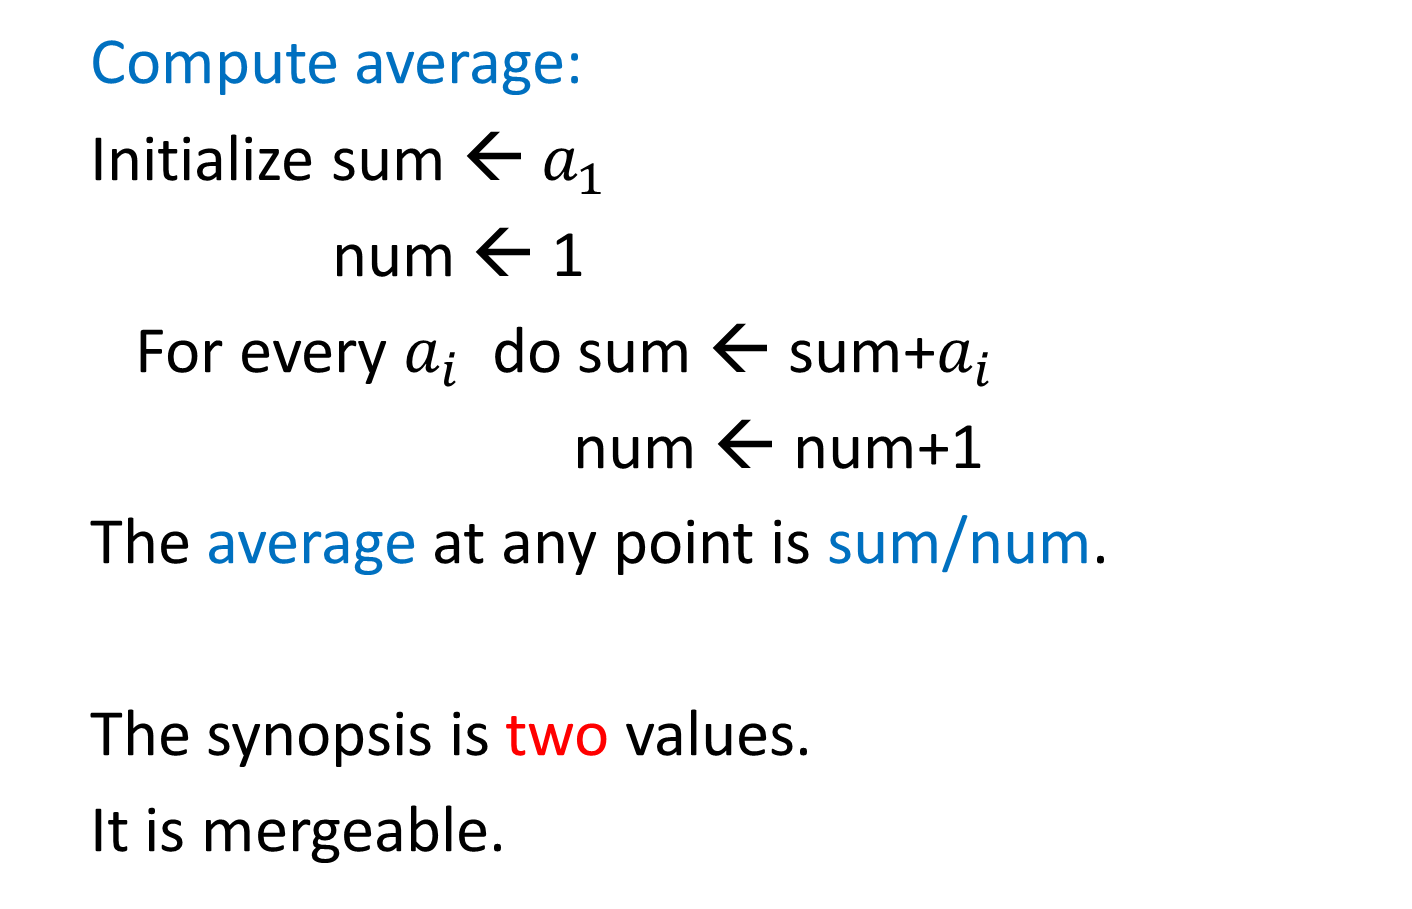 Compute average:
Initialize sum ← 𝑎₁
num ← 1
For every 𝑎ᵢ do sum ← sum+𝑎ᵢ
num ← num+1
The average at any point is sum/num.
The synopsis is two values.
It is mergeable.